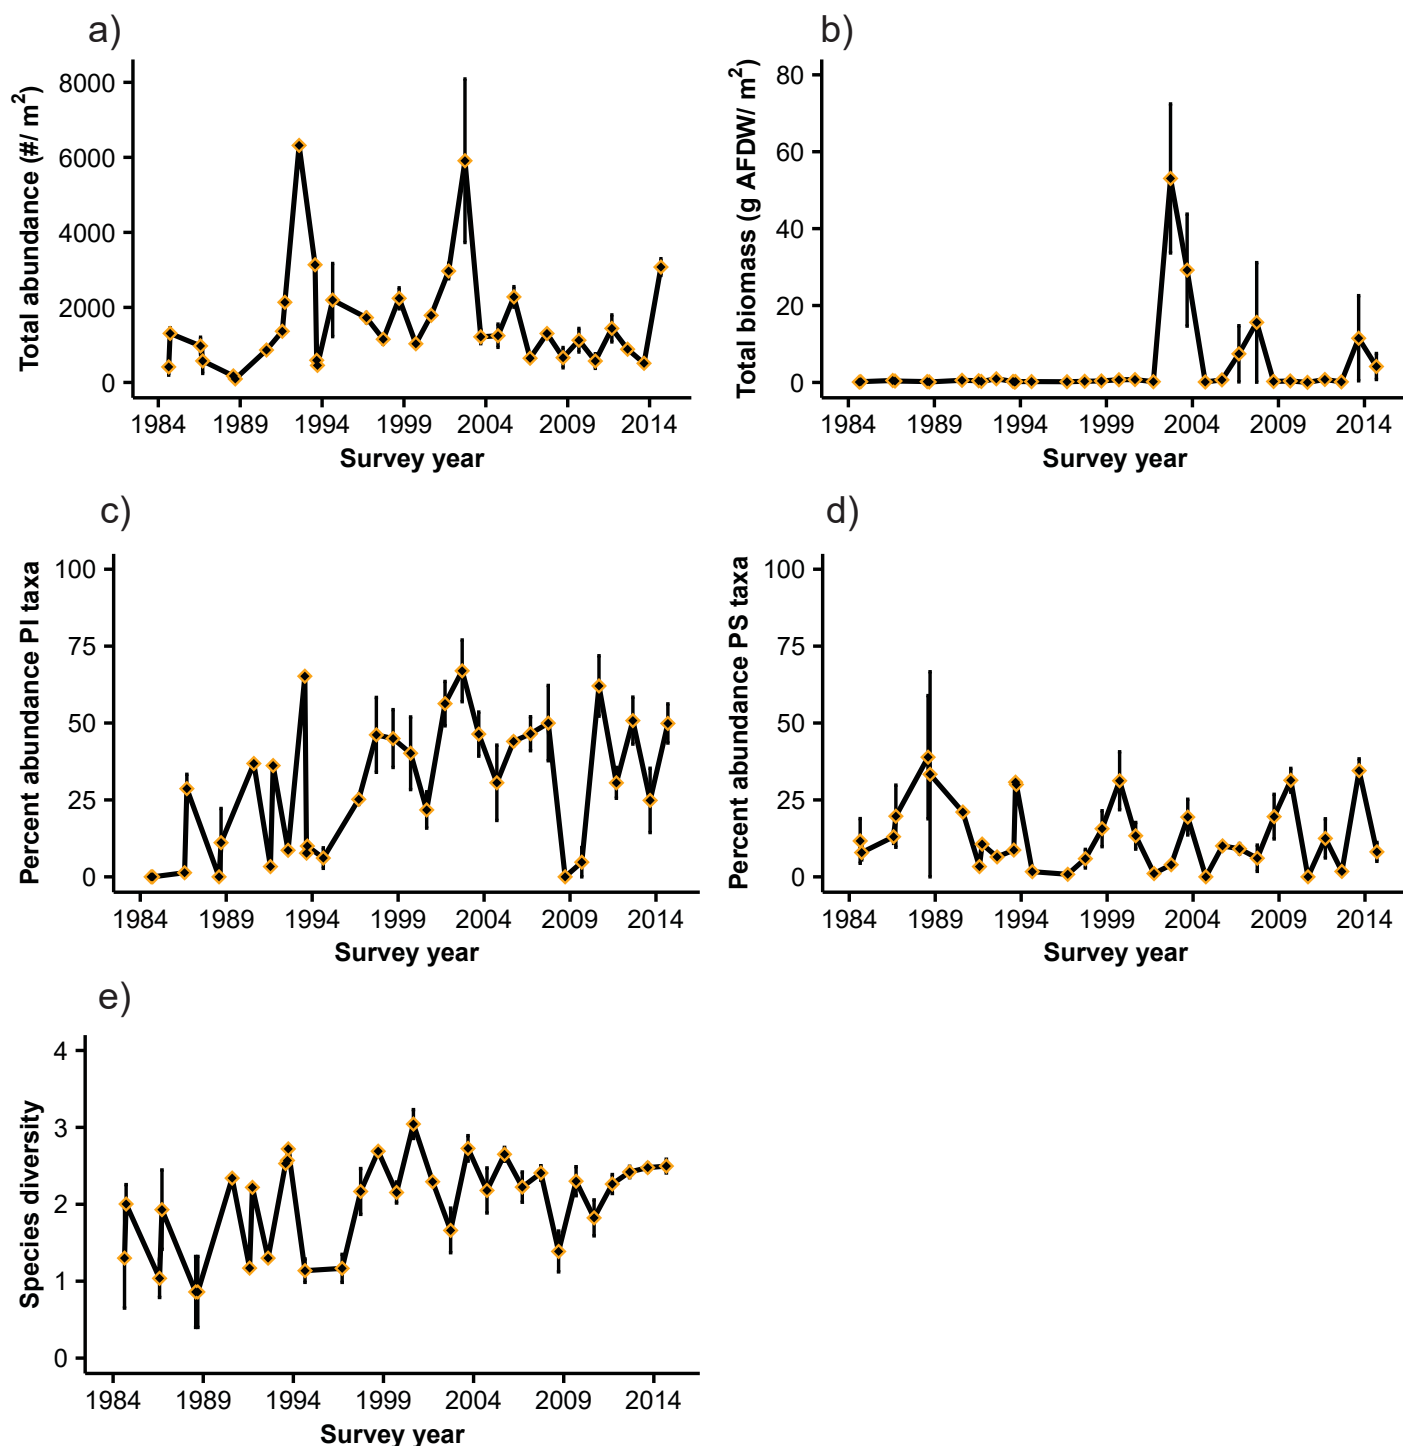 a)
Total abundance (#/ m²)
8000
6000
4000
2000
0
1984 1989 1994 1999 2004 2009 2014
Survey year
b)
Total biomass (g AFDW/ m²)
80
60
40
20
0
1984 1989 1994 1999 2004 2009 2014
Survey year
c)
Percent abundance PI taxa
100
75
50
25
0
1984 1989 1994 1999 2004 2009 2014
Survey year
d)
Percent abundance PS taxa
100
75
50
25
0
1984 1989 1994 1999 2004 2009 2014
Survey year
e)
Species diversity
4
3
2
1
0
1984 1989 1994 1999 2004 2009 2014
Survey year